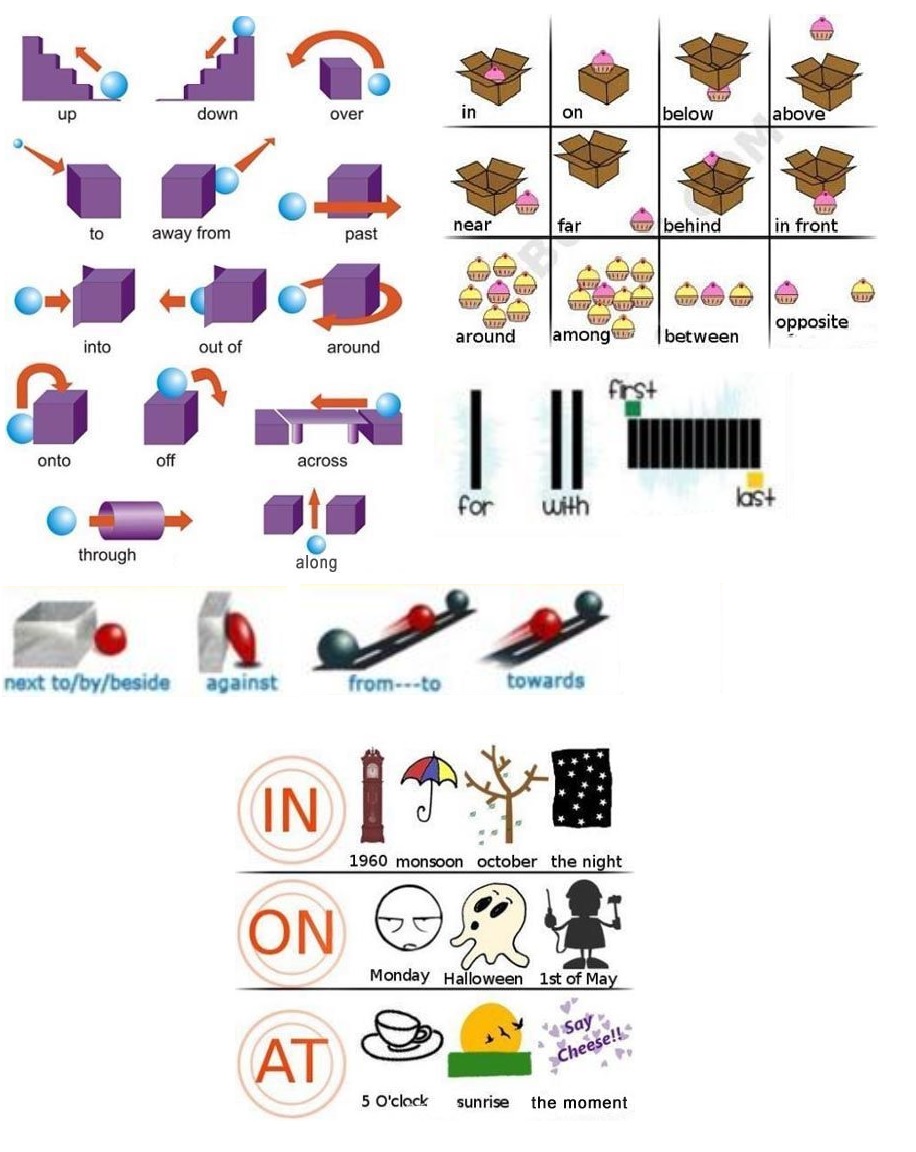 up down over
to away from past
into out of around
onto off across
through along
in on below above
near far behind in front
around among between opposite
first
for with last
next to/by/beside against from---to towards
IN
1960 monsoon october the night
ON
Monday Halloween 1st of May
AT
Say
Cheese!!
5 O'clock sunrise the moment